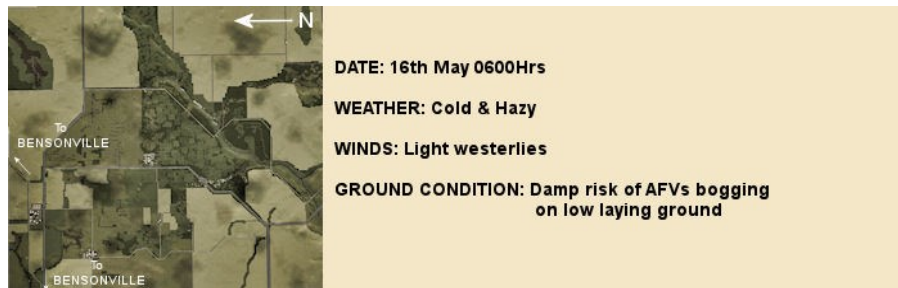 N
To
BENSONVILLE
To
BENSONVILLE
DATE: 16th May 0600Hrs
WEATHER: Cold & Hazy
WINDS: Light westerlies
GROUND CONDITION: Damp risk of AFVs bogging
on low laying ground